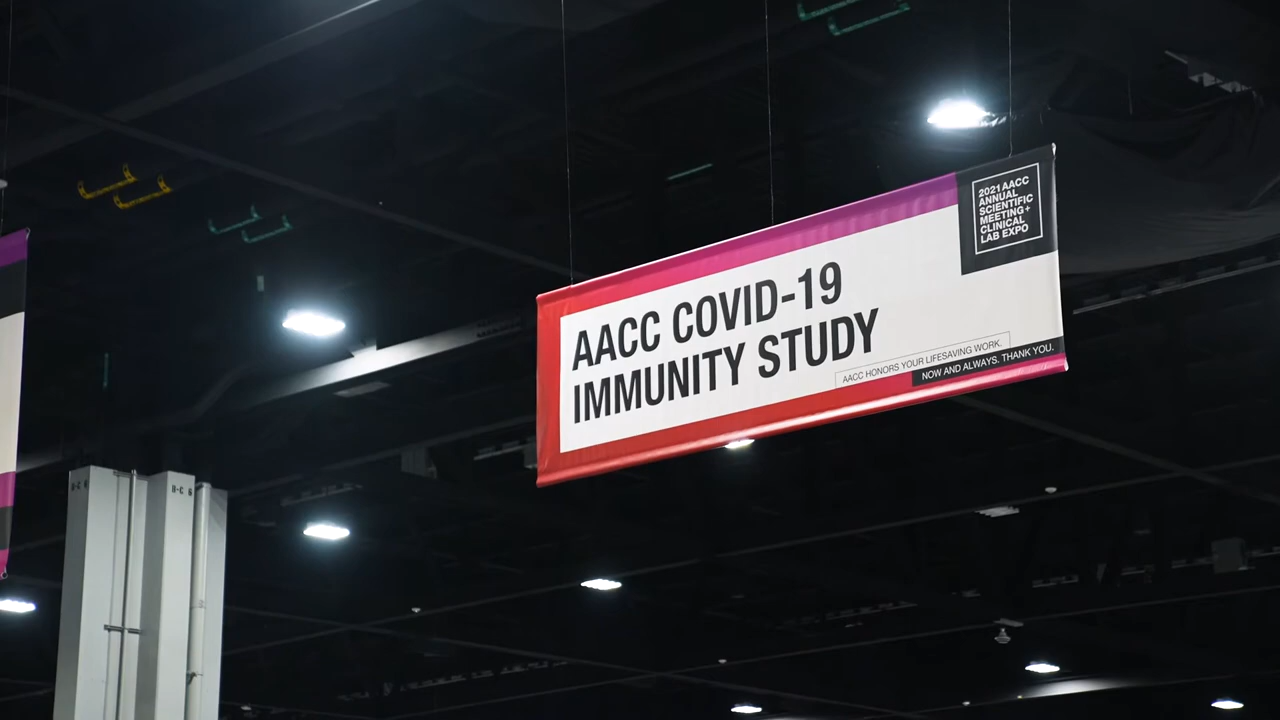 2021 AACC
ANNUAL
SCIENTIFIC
MEETING+
CLINICAL
LAB EXPO
AACC COVID-19
IMMUNITY STUDY
AACC HONORS YOUR LIFESAVING WORK.
NOW AND ALWAYS. THANK YOU.